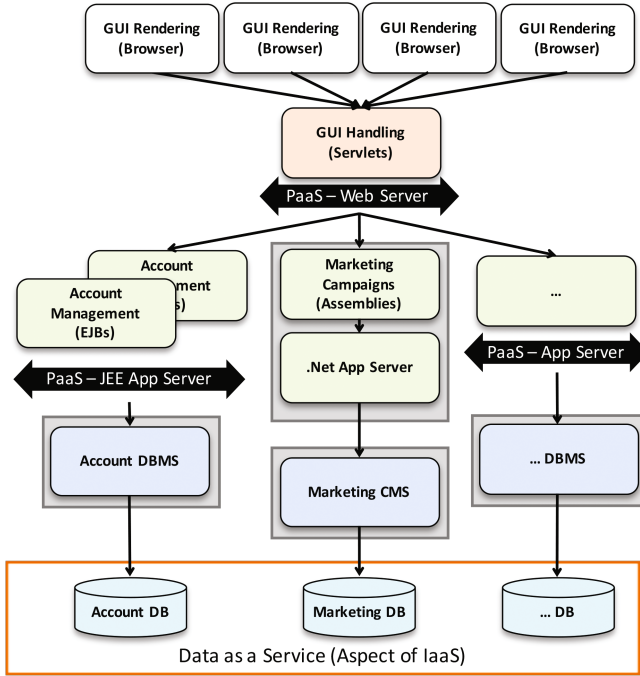 GUI Rendering
(Browser)
GUI Rendering
(Browser)
GUI Rendering
(Browser)
GUI Rendering
(Browser)
GUI Handling
(Servlets)
PaaS – Web Server
Account
ment
s)
Account
Management
(EJBs)
Marketing
Campaigns
(Assemblies)
...
.Net App Server
PaaS – App Server
PaaS – JEE App Server
Account DBMS
Marketing CMS
... DBMS
Account DB
Marketing DB
... DB
Data as a Service (Aspect of IaaS)